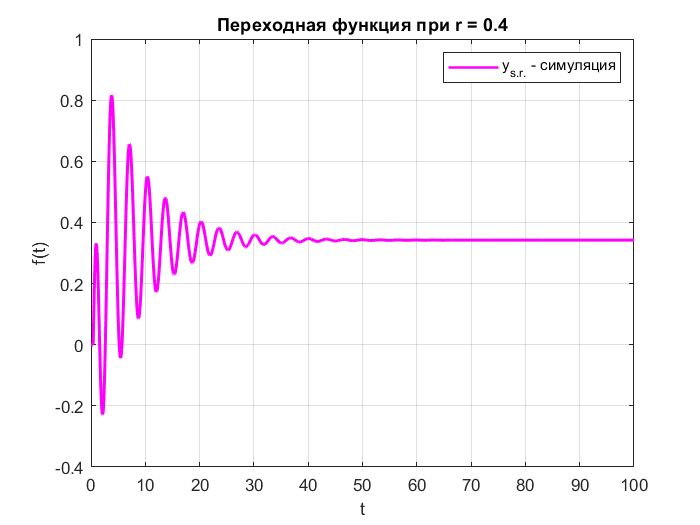 Переходная функция при r = 0.4
y_s.r. - симуляция
1
0.8
0.6
0.4
0.2
0
-0.2
-0.4
f(t)
0 10 20 30 40 50 60 70 80 90 100
t